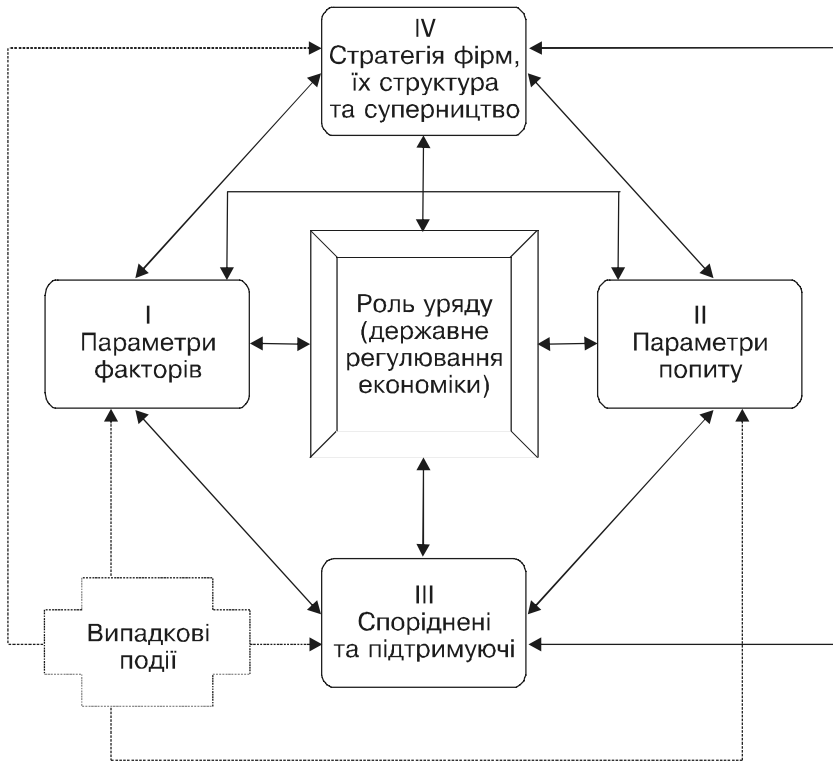 IV
Стратегія фірм,
їх структура
та суперництво
I
Параметри
факторів
Роль уряду
(державне
регулювання
економіки)
II
Параметри
попиту
III
Споріднені
та підтримуючі
Випадкові
події